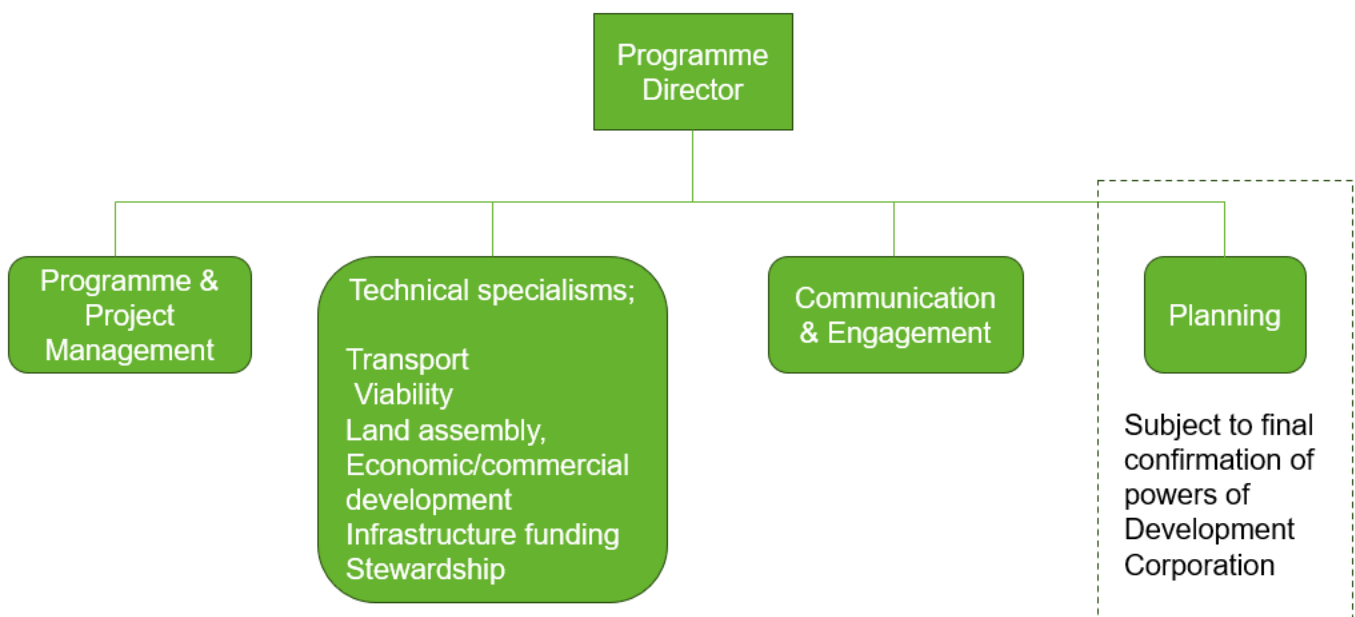 Programme
Director
Programme &
Project
Management
Technical specialisms;
Transport
Viability
Land assembly,
Economic/commercial
development
Infrastructure funding
Stewardship
Communication
& Engagement
Planning
Subject to final
confirmation of
powers of
Development
Corporation